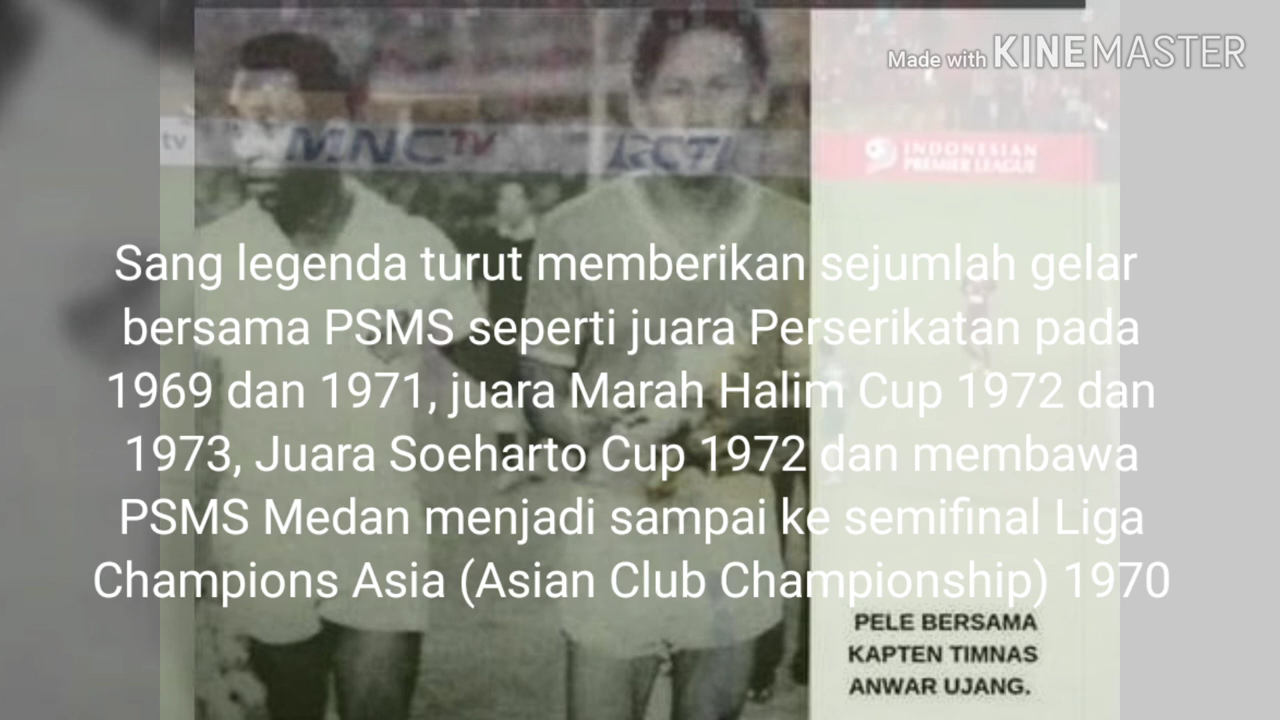 Made with KINEMASTER
tv MNCTV RCTI INDONESIAN
PREMIER LEAGUE
Sang legenda turut memberikan sejumlah gelar
bersama PSMS seperti juara Perserikatan pada
1969 dan 1971, juara Marah Halim Cup 1972 dan
1973, Juara Soeharto Cup 1972 dan membawa
PSMS Medan menjadi sampai ke semifinal Liga
Champions Asia (Asian Club Championship) 1970
PELE BERSAMA
KAPTEN TIMNAS
ANWAR UJANG.